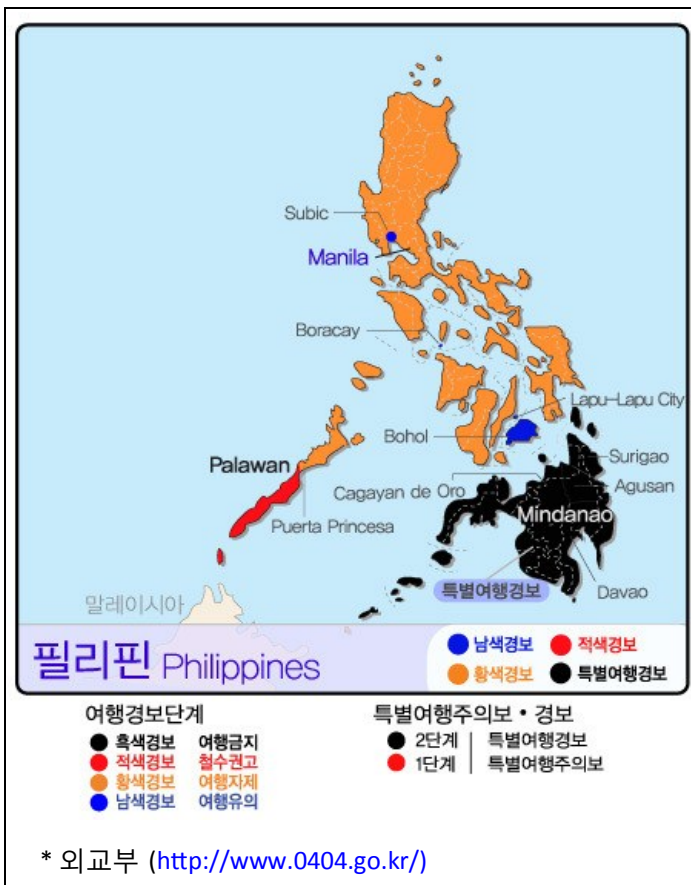 Subic
Manila
Boracay
Lapu-Lapu City
Bohol
Surigao
Palawan
Cagayan de Oro
Agusan
Mindanao
Puerta Princesa
특별여행경보
Davao
말레이시아
필리핀 Philippines
남색경보 적색경보
황색경보 특별여행경보
여행경보단계 특별여행주의보・경보
흑색경보 여행금지 2단계 특별여행경보
적색경보 철수권고 1단계 특별여행주의보
황색경보 여행자제
남색경보 여행유의
* 외교부 (http://www.0404.go.kr/)